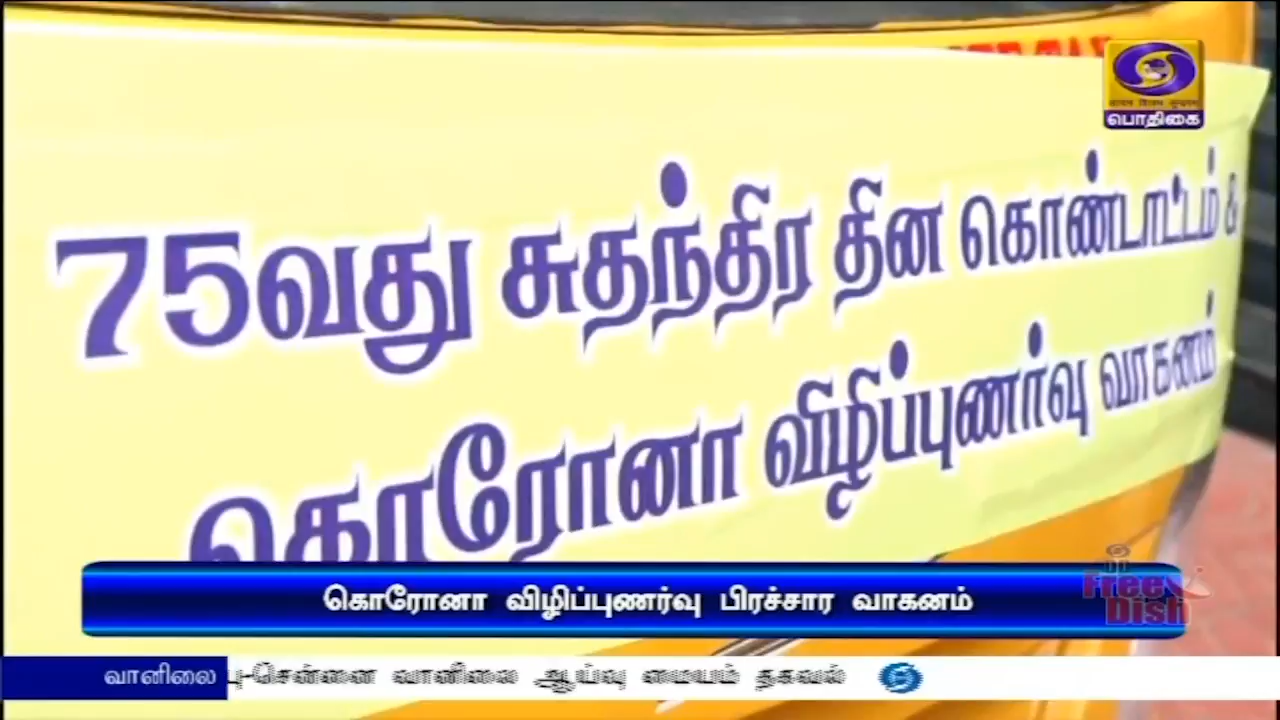 பொதிகை
75வது சுதந்திர தின கொண்டாட்டம் &
கொரோனா விழிப்புணர்வு வாகனம்
Free Dish
கொரோனா விழிப்புணர்வு பிரச்சார வாகனம்
வானிலை பு-சென்னை வானிலை ஆய்வு மையம் தகவல்